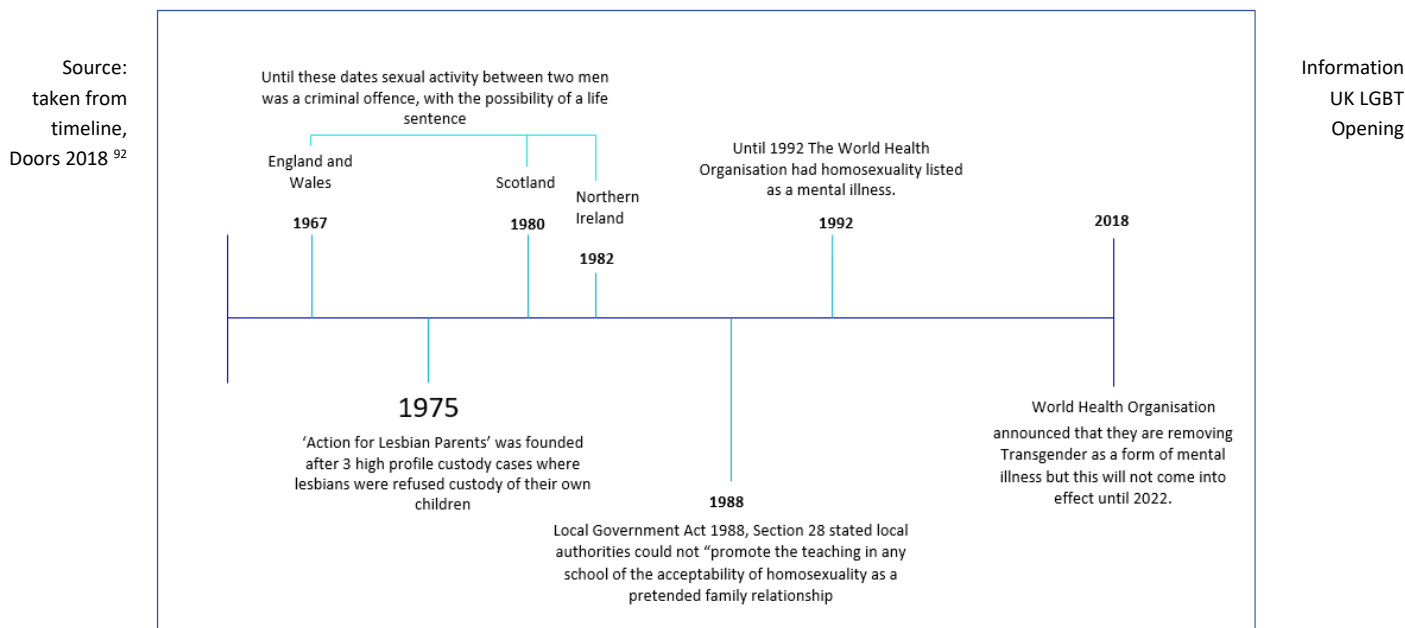 Source:
taken from
timeline,
Doors 2018 92
Information
UK LGBT
Opening
Until these dates sexual activity between two men
was a criminal offence, with the possibility of a life
sentence
England and
Wales
1967
Scotland
1980
Northern
Ireland
1982
Until 1992 The World Health
Organisation had homosexuality listed
as a mental illness.
1992
2018
1975
‘Action for Lesbian Parents’ was founded
after 3 high profile custody cases where
lesbians were refused custody of their own
children
1988
Local Government Act 1988, Section 28 stated local
authorities could not “promote the teaching in any
school of the acceptability of homosexuality as a
pretended family relationship
World Health Organisation
announced that they are removing
Transgender as a form of mental
illness but this will not come into
effect until 2022.